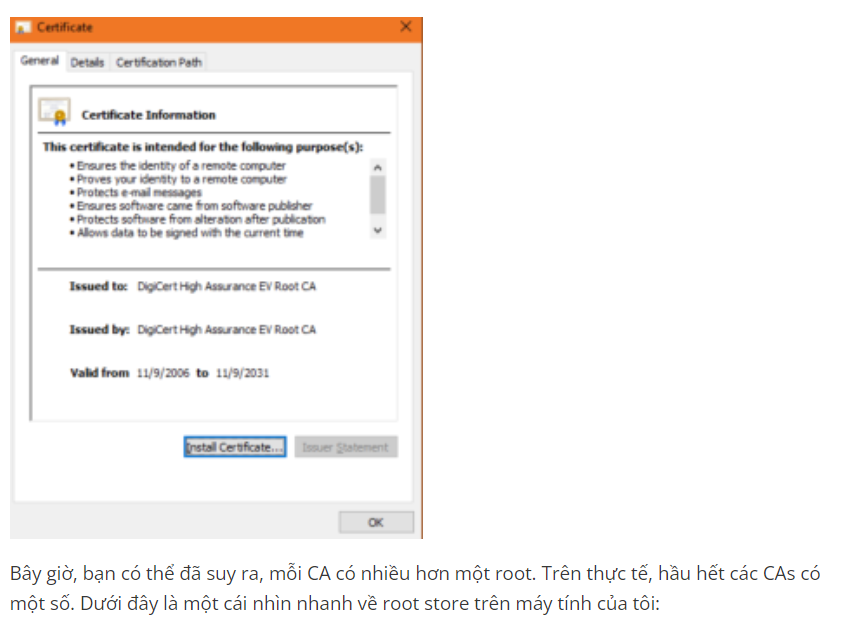 Certificate
General Details Certification Path
Certificate Information
This certificate is intended for the following purpose(s):
• Ensures the identity of a remote computer
• Proves your identity to a remote computer
• Protects e-mail messages
• Ensures software came from software publisher
• Protects software from alteration after publication
• Allows data to be signed with the current time
Issued to: DigiCert High Assurance EV Root CA
Issued by: DigiCert High Assurance EV Root CA
Valid from 11/9/2006 to 11/9/2031
Install Certificate... Issuer Statement
OK
Bây giờ, bạn có thể đã suy ra, mỗi CA có nhiều hơn một root. Trên thực tế, hầu hết các CAs có
một số. Dưới đây là một cái nhìn nhanh về root store trên máy tính của tôi: